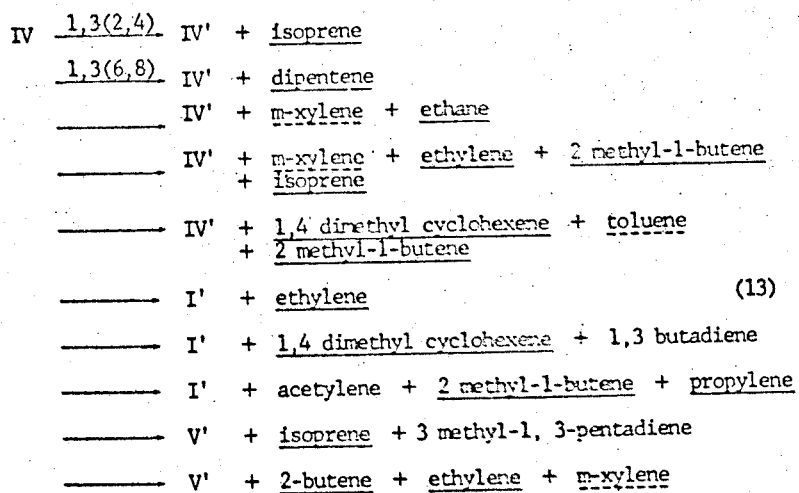 IV 1,3(2,4) IV' + isoprene
1,3(6,8) IV' + dipentene
IV' + m-xylene + ethane
IV' + m-xylene + ethylene + 2 methyl-1-butene
+ isoprene
IV' + 1,4 dimethyl cyclohexene + toluene
+ 2 methyl-1-butene
I' + ethylene (13)
I' + 1,4 dimethyl cyclohexene + 1,3 butadiene
I' + acetylene + 2 methyl-1-butene + propylene
V' + isoprene + 3 methyl-1, 3-pentadiene
V' + 2-butene + ethylene + m-xylene